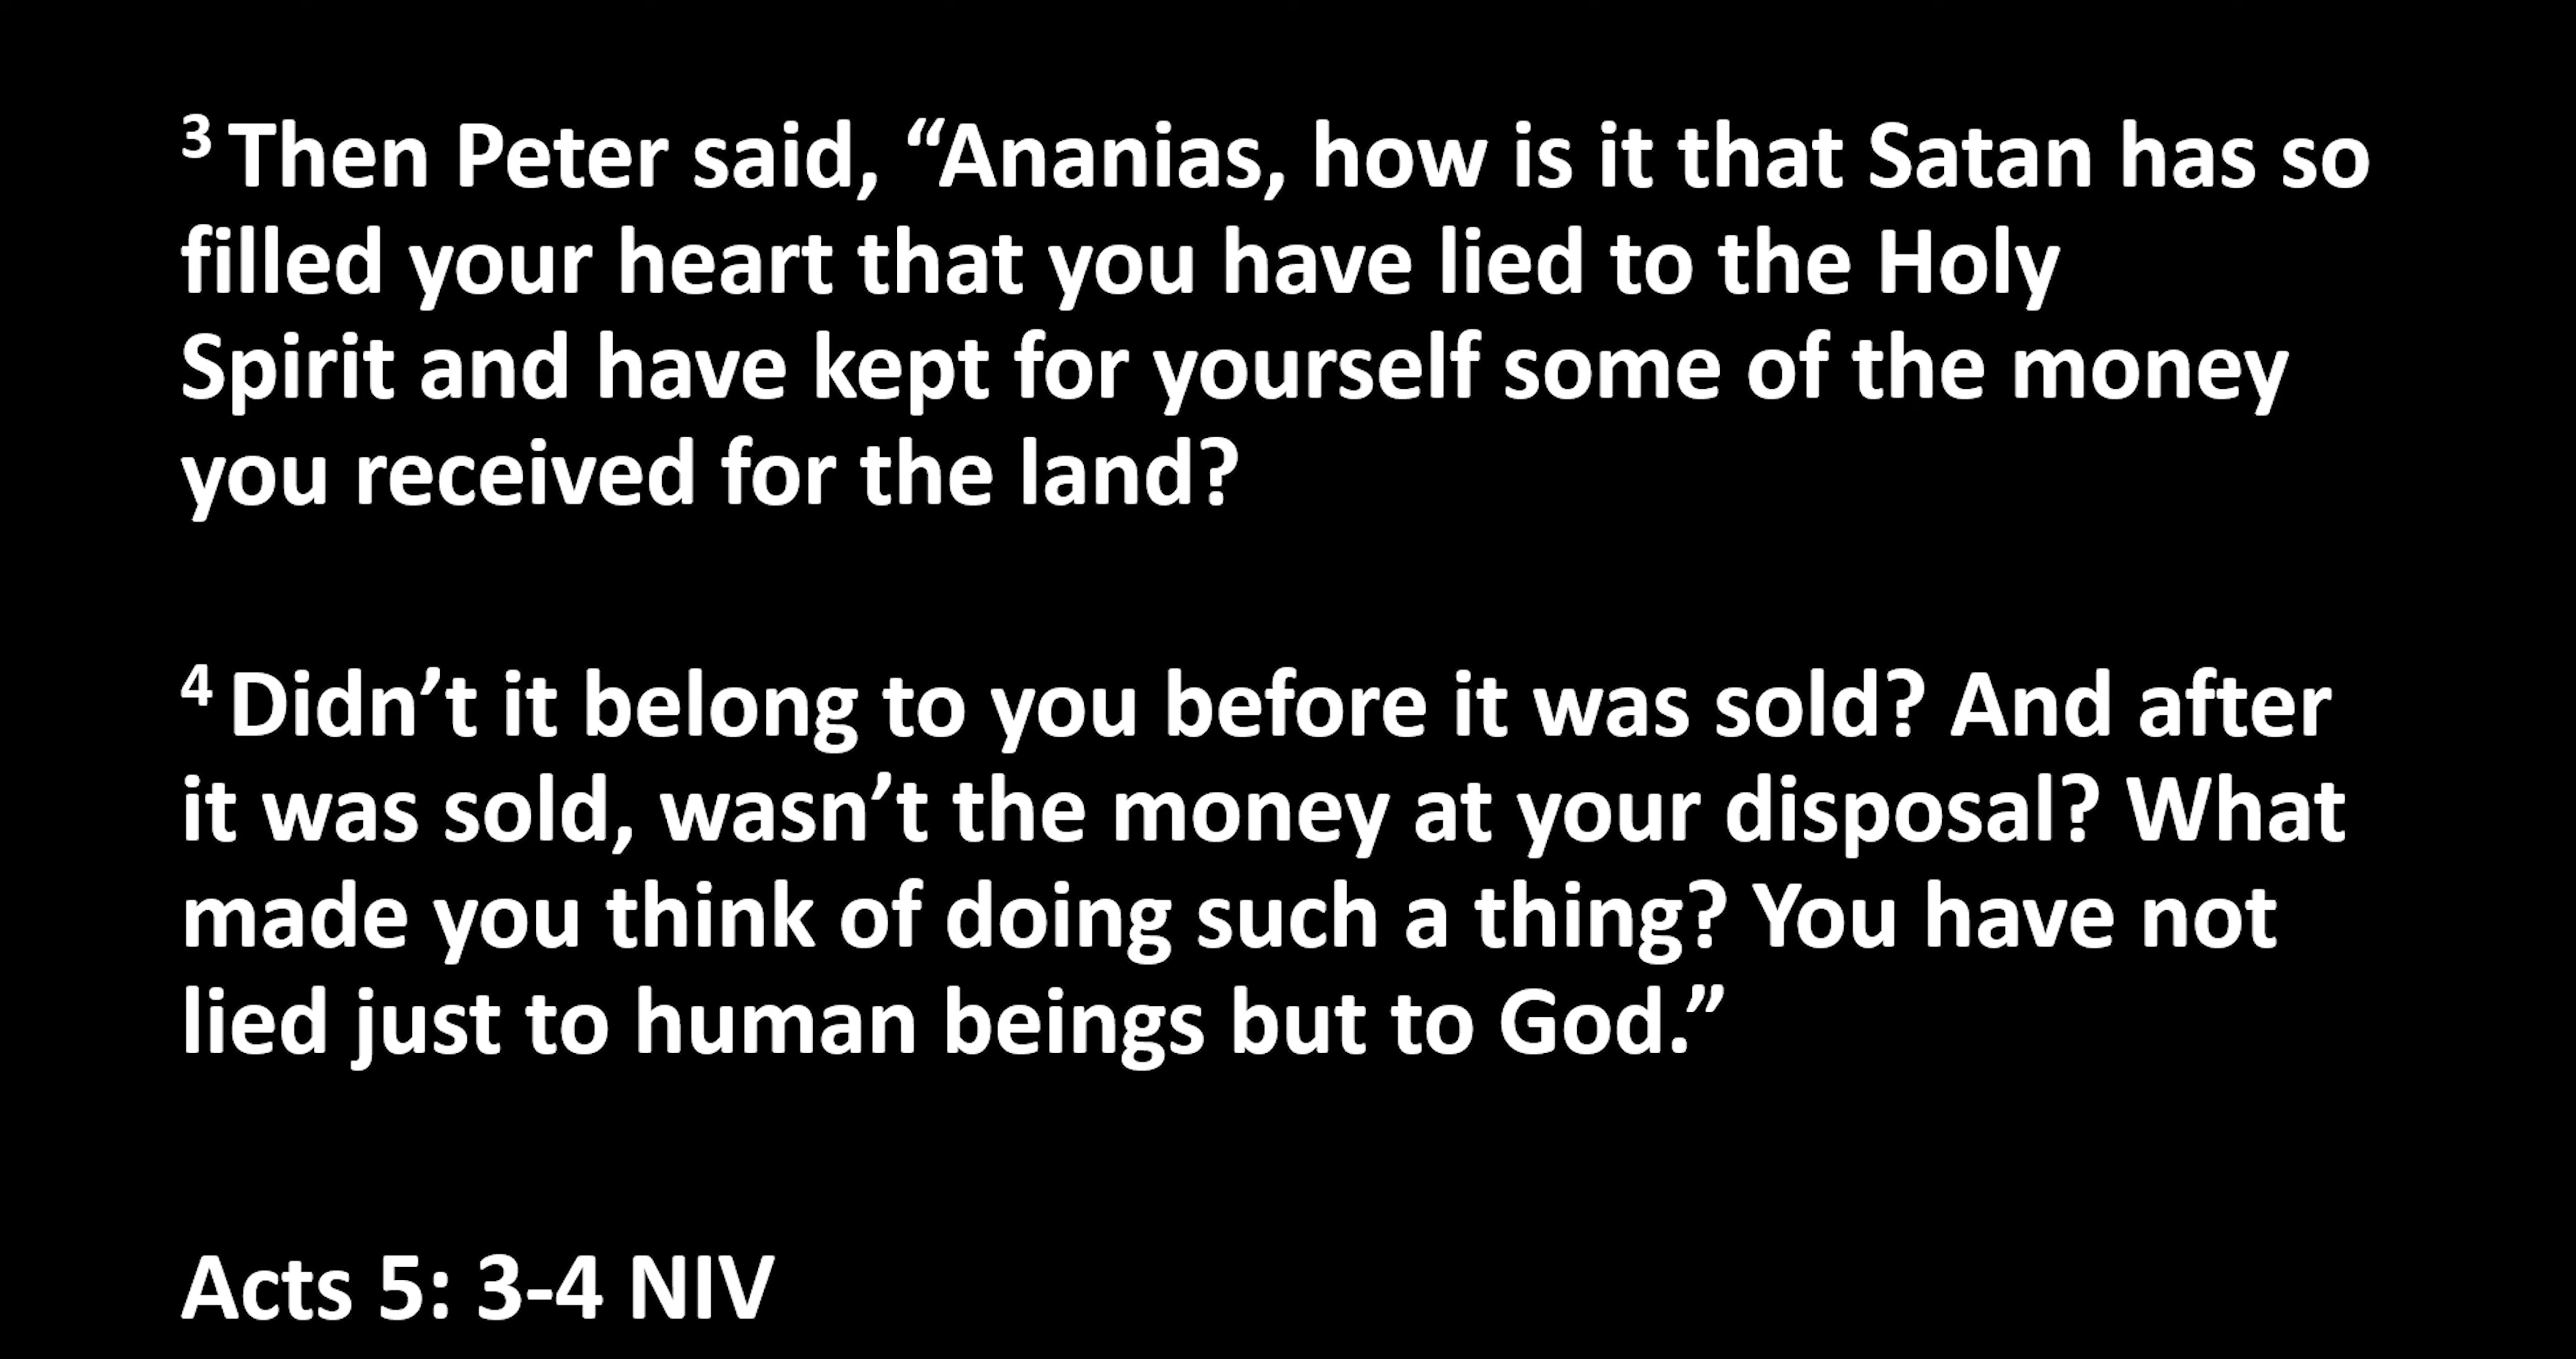 3 Then Peter said, “Ananias, how is it that Satan has so
filled your heart that you have lied to the Holy
Spirit and have kept for yourself some of the money
you received for the land?
4 Didn’t it belong to you before it was sold? And after
it was sold, wasn’t the money at your disposal? What
made you think of doing such a thing? You have not
lied just to human beings but to God.”
Acts 5: 3-4 NIV